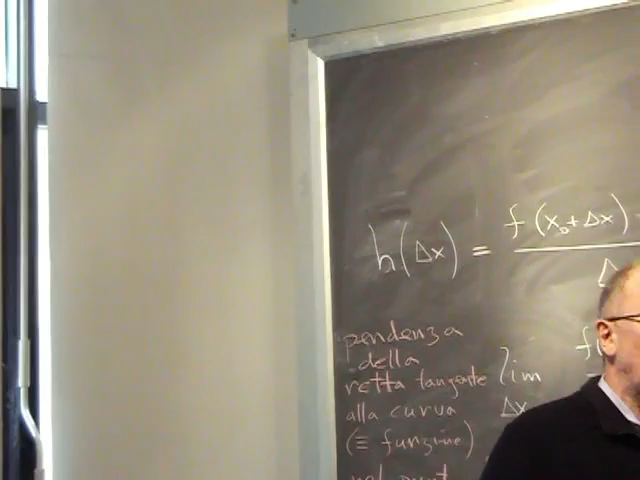 h(Δx) = f(x₀+Δx)
Δ
pendenza
della
retta tangente
alla curva
(≡ funzione)
lim
Δx
f(